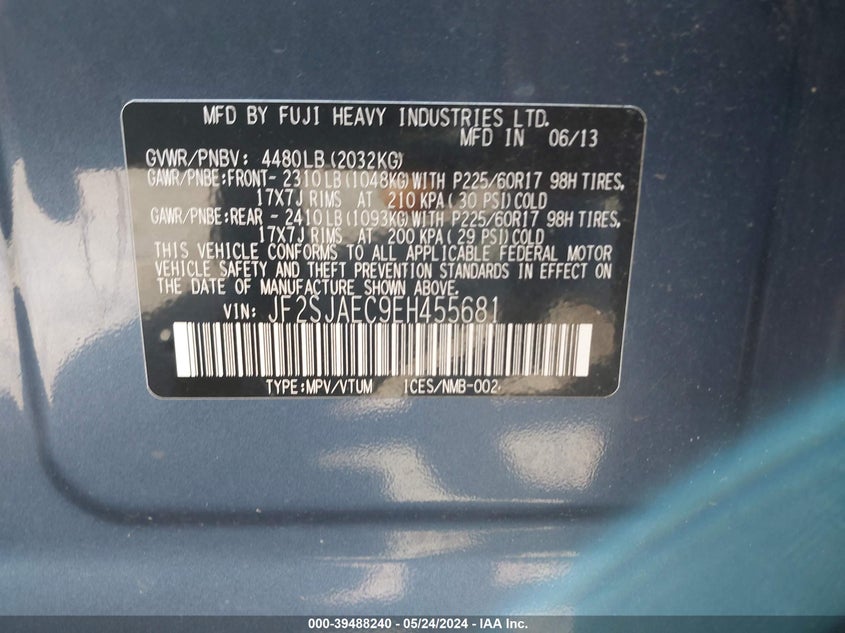 MFD BY FUJI HEAVY INDUSTRIES LTD.
MFD IN 06/13
GVWR/PNBV: 4480LB (2032KG)
GAWR/PNBE:FRONT- 2310LB (1048KG) WITH P225/60R17 98H TIRES,
17X7J RIMS AT 210 KPA (30 PSI) COLD
GAWR/PNBE:REAR - 2410LB (1093KG) WITH P225/60R17 98H TIRES,
17X7J RIMS AT 200 KPA (29 PSI) COLD
THIS VEHICLE CONFORMS TO ALL APPLICABLE FEDERAL MOTOR
VEHICLE SAFETY AND THEFT PREVENTION STANDARDS IN EFFECT ON
THE DATE OF MANUFACTURE SHOWN ABOVE.
VIN: JF2SJAEC9EH455681
TYPE:MPV/VTUM ICES/NMB-002
000-39488240 - 05/24/2024 - IAA Inc.